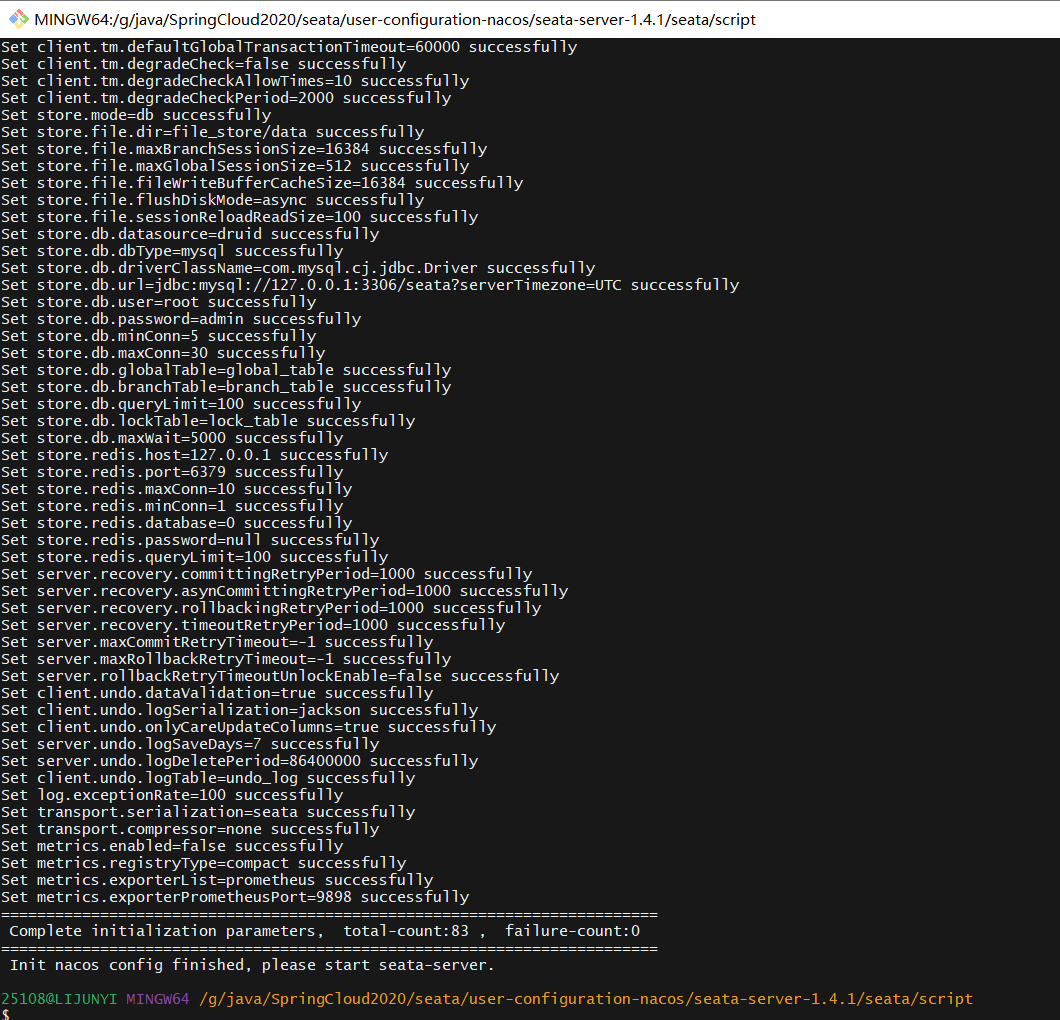 MINGW64:/g/java/SpringCloud2020/seata/user-configuration-nacos/seata-server-1.4.1/seata/script
Set client.tm.defaultGlobalTransactionTimeout=60000 successfully
Set client.tm.degradeCheck=false successfully
Set client.tm.degradeCheckAllowTimes=10 successfully
Set client.tm.degradeCheckPeriod=2000 successfully
Set store.mode=db successfully
Set store.file.dir=file_store/data successfully
Set store.file.maxBranchSessionSize=16384 successfully
Set store.file.maxGlobalSessionSize=512 successfully
Set store.file.fileWriteBufferCacheSize=16384 successfully
Set store.file.flushDiskMode=async successfully
Set store.file.sessionReloadReadSize=100 successfully
Set store.db.datasource=druid successfully
Set store.db.dbType=mysql successfully
Set store.db.driverClassName=com.mysql.cj.jdbc.Driver successfully
Set store.db.url=jdbc:mysql://127.0.0.1:3306/seata?serverTimezone=UTC successfully
Set store.db.user=root successfully
Set store.db.password=admin successfully
Set store.db.minConn=5 successfully
Set store.db.maxConn=30 successfully
Set store.db.globalTable=global_table successfully
Set store.db.branchTable=branch_table successfully
Set store.db.queryLimit=100 successfully
Set store.db.lockTable=lock_table successfully
Set store.db.maxWait=5000 successfully
Set store.redis.host=127.0.0.1 successfully
Set store.redis.port=6379 successfully
Set store.redis.maxConn=10 successfully
Set store.redis.minConn=1 successfully
Set store.redis.database=0 successfully
Set store.redis.password=null successfully
Set store.redis.queryLimit=100 successfully
Set server.recovery.committingRetryPeriod=1000 successfully
Set server.recovery.asynCommittingRetryPeriod=1000 successfully
Set server.recovery.rollbackingRetryPeriod=1000 successfully
Set server.recovery.timeoutRetryPeriod=1000 successfully
Set server.maxCommitRetryTimeout=-1 successfully
Set server.maxRollbackRetryTimeout=-1 successfully
Set server.rollbackRetryTimeoutUnlockEnable=false successfully
Set client.undo.dataValidation=true successfully
Set client.undo.logSerialization=jackson successfully
Set client.undo.onlyCareUpdateColumns=true successfully
Set server.undo.logSaveDays=7 successfully
Set server.undo.logDeletePeriod=86400000 successfully
Set client.undo.logTable=undo_log successfully
Set log.exceptionRate=100 successfully
Set transport.serialization=seata successfully
Set transport.compressor=none successfully
Set metrics.enabled=false successfully
Set metrics.registryType=compact successfully
Set metrics.exporterList=prometheus successfully
Set metrics.exporterPrometheusPort=9898 successfully
=========================================================================
Complete initialization parameters,  total-count:83 ,  failure-count:0
=========================================================================
Init nacos config finished, please start seata-server.
25108@LIJUNYI MINGW64 /g/java/SpringCloud2020/seata/user-configuration-nacos/seata-server-1.4.1/seata/script
$